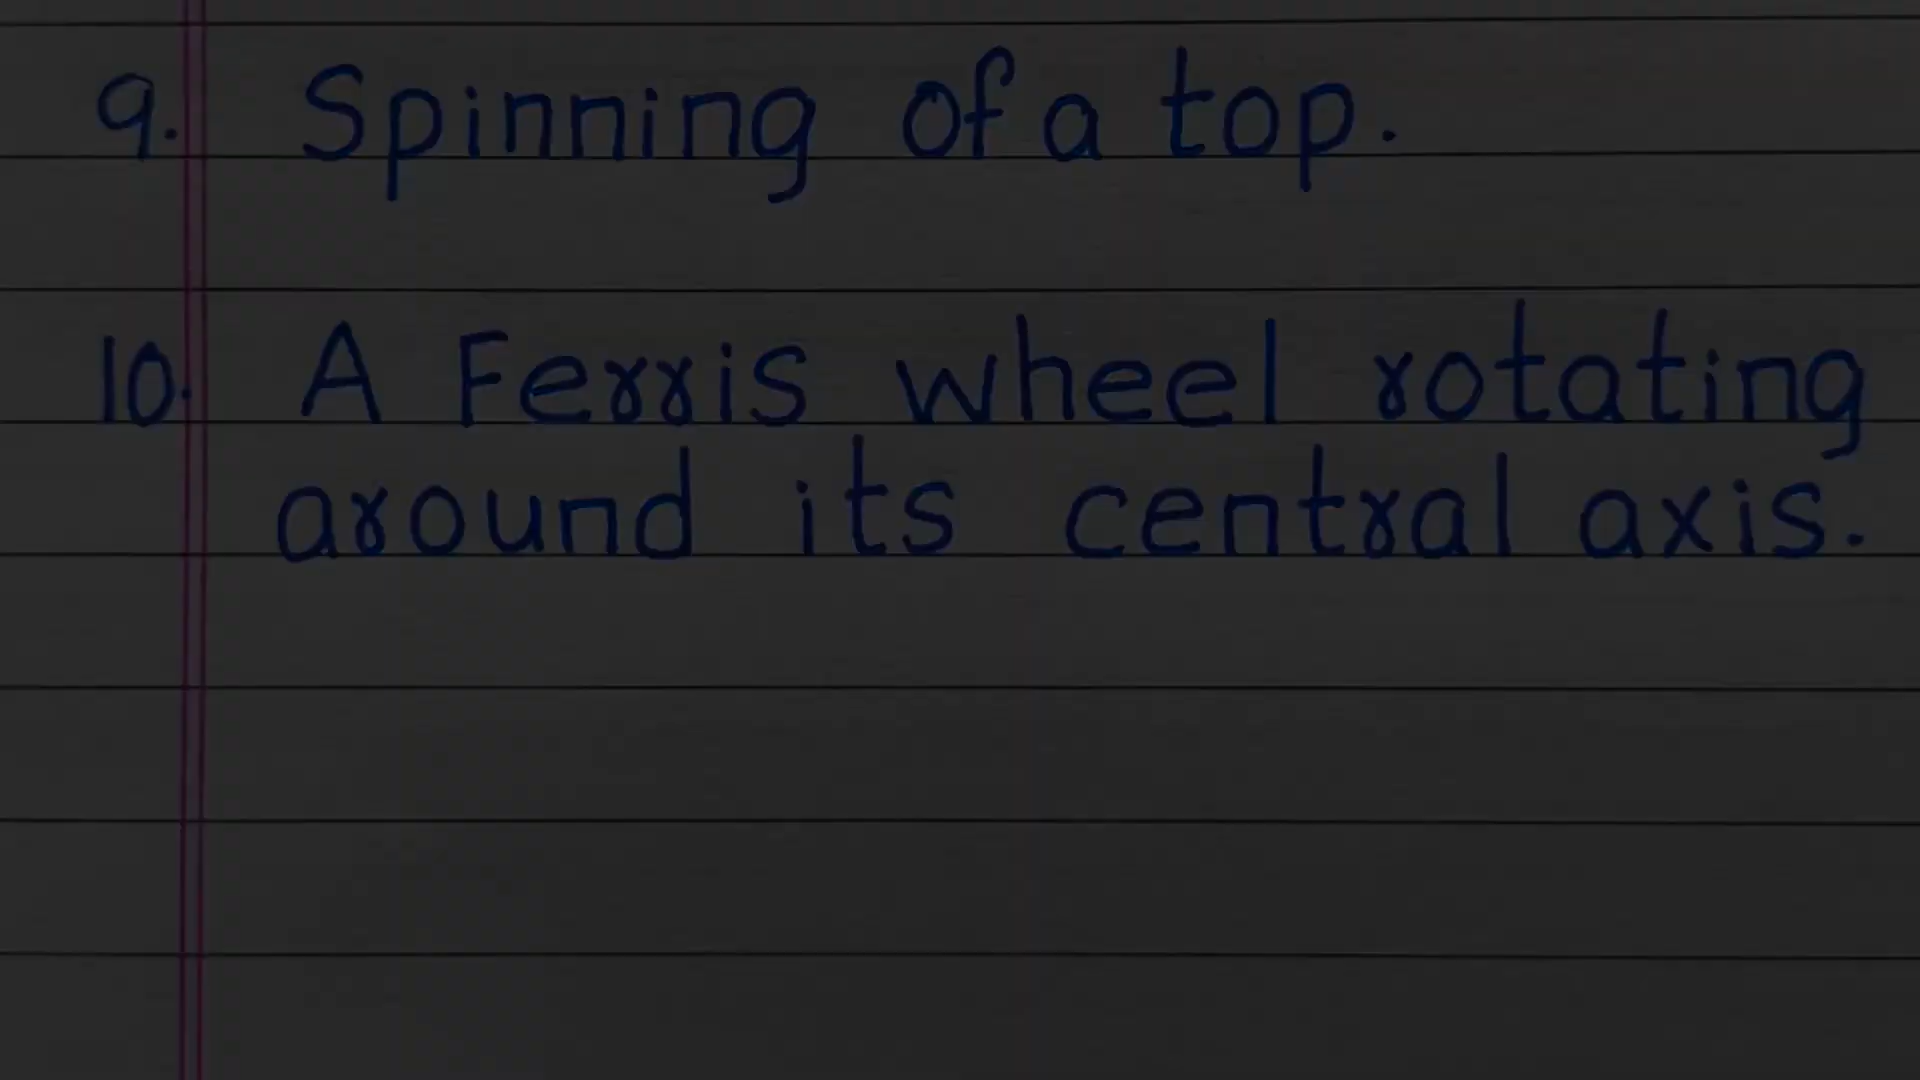 9. Spinning of a top.
10. A Ferris wheel rotating
around its central axis.